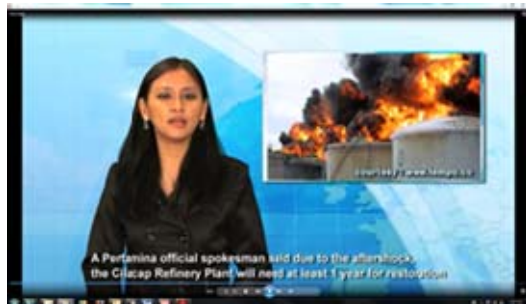 courtesy : www.tempo.co
A Pertamina official spokesman said due to the aftershock,
the Cilacap Refinery Plant will need at least 1 year for restoration